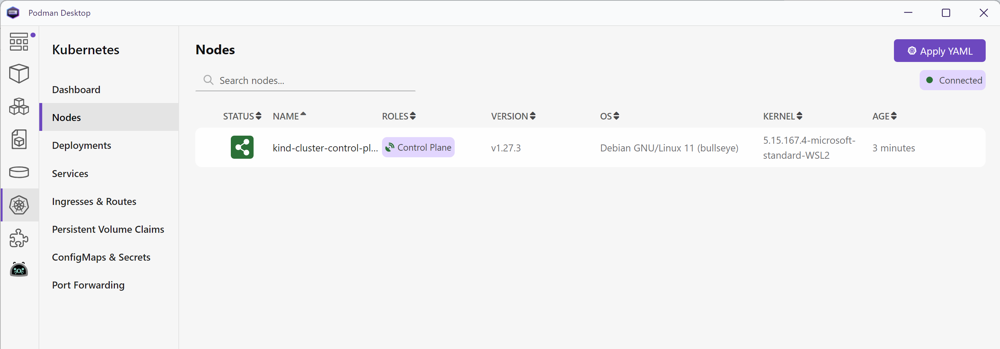 Podman Desktop
Kubernetes
Dashboard
Nodes
Deployments
Services
Ingresses & Routes
Persistent Volume Claims
ConfigMaps & Secrets
Port Forwarding
Nodes
Apply YAML
Search nodes...
Connected
STATUS NAME ROLES VERSION OS KERNEL AGE
kind-cluster-control-pl... Control Plane v1.27.3 Debian GNU/Linux 11 (bullseye) 5.15.167.4-microsoft-
standard-WSL2 3 minutes